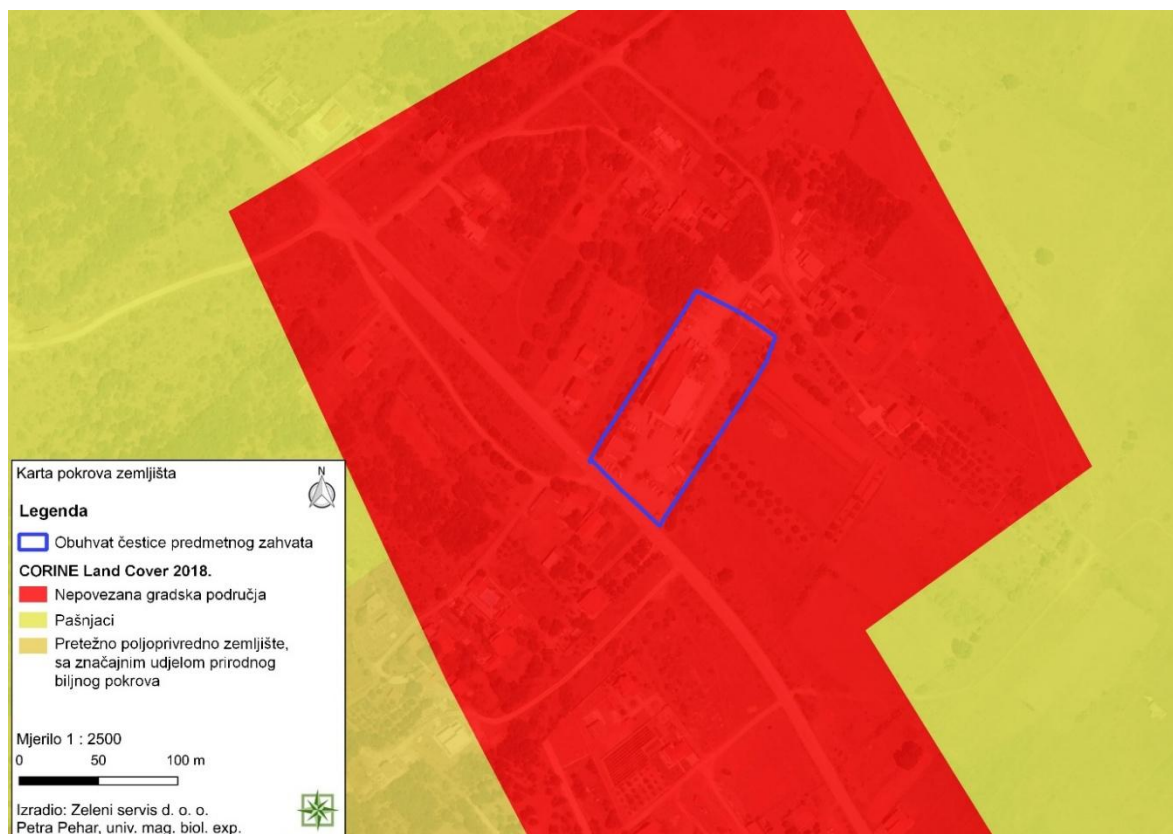 Karta pokrova zemljišta
N
Legenda
Obuhvat čestice predmetnog zahvata
CORINE Land Cover 2018.
Nepovezana gradska područja
Pašnjaci
Pretežno poljoprivredno zemljište,
sa značajnim udjelom prirodnog
biljnog pokrova
Mjerilo 1 : 2500
0 50 100 m
Izradio: Zeleni servis d. o. o.
Petra Pehar, univ. mag. biol. exp.